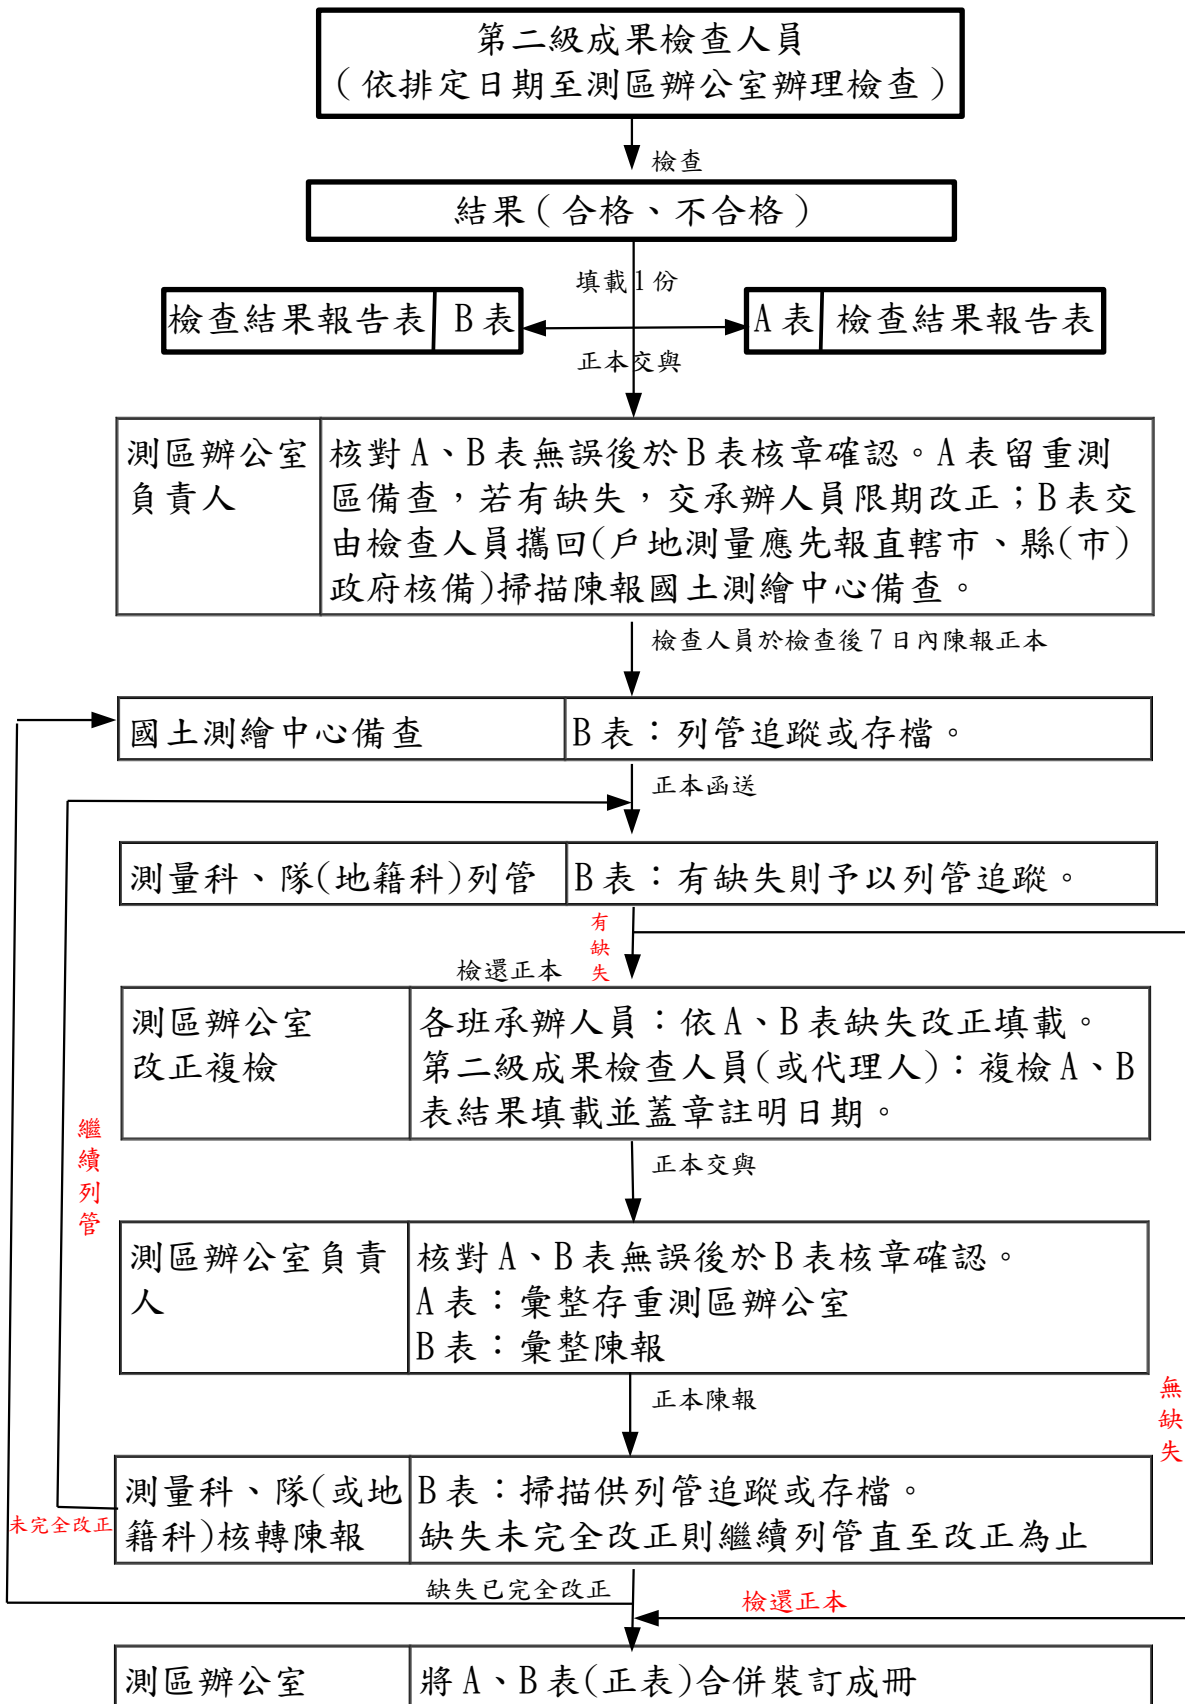 第二級成果檢查人員
（依排定日期至測區辦公室辦理檢查）
檢查
結果（合格、不合格）
填載1份
檢查結果報告表 B表
A表 檢查結果報告表
正本交與
測區辦公室
負責人
核對A、B表無誤後於B表核章確認。A表留重測
區備查，若有缺失，交承辦人員限期改正；B表交
由檢查人員攜回(戶地測量應先報直轄市、縣(市)
政府核備)掃描陳報國土測繪中心備查。
檢查人員於檢查後7日內陳報正本
國土測繪中心備查
B表：列管追蹤或存檔。
正本函送
測量科、隊(地籍科)列管
B表：有缺失則予以列管追蹤。
有
缺
失
檢還正本
測區辦公室
改正複檢
各班承辦人員：依A、B表缺失改正填載。
第二級成果檢查人員(或代理人)：複檢A、B
表結果填載並蓋章註明日期。
繼
續
列
管
正本交與
測區辦公室負責
人
核對A、B表無誤後於B表核章確認。
A表：彙整存重測區辦公室
B表：彙整陳報
正本陳報
無
缺
失
測量科、隊(或地
籍科)核轉陳報
B表：掃描供列管追蹤或存檔。
缺失未完全改正則繼續列管直至改正為止
未完全改正
缺失已完全改正
檢還正本
測區辦公室
將A、B表(正表)合併裝訂成冊